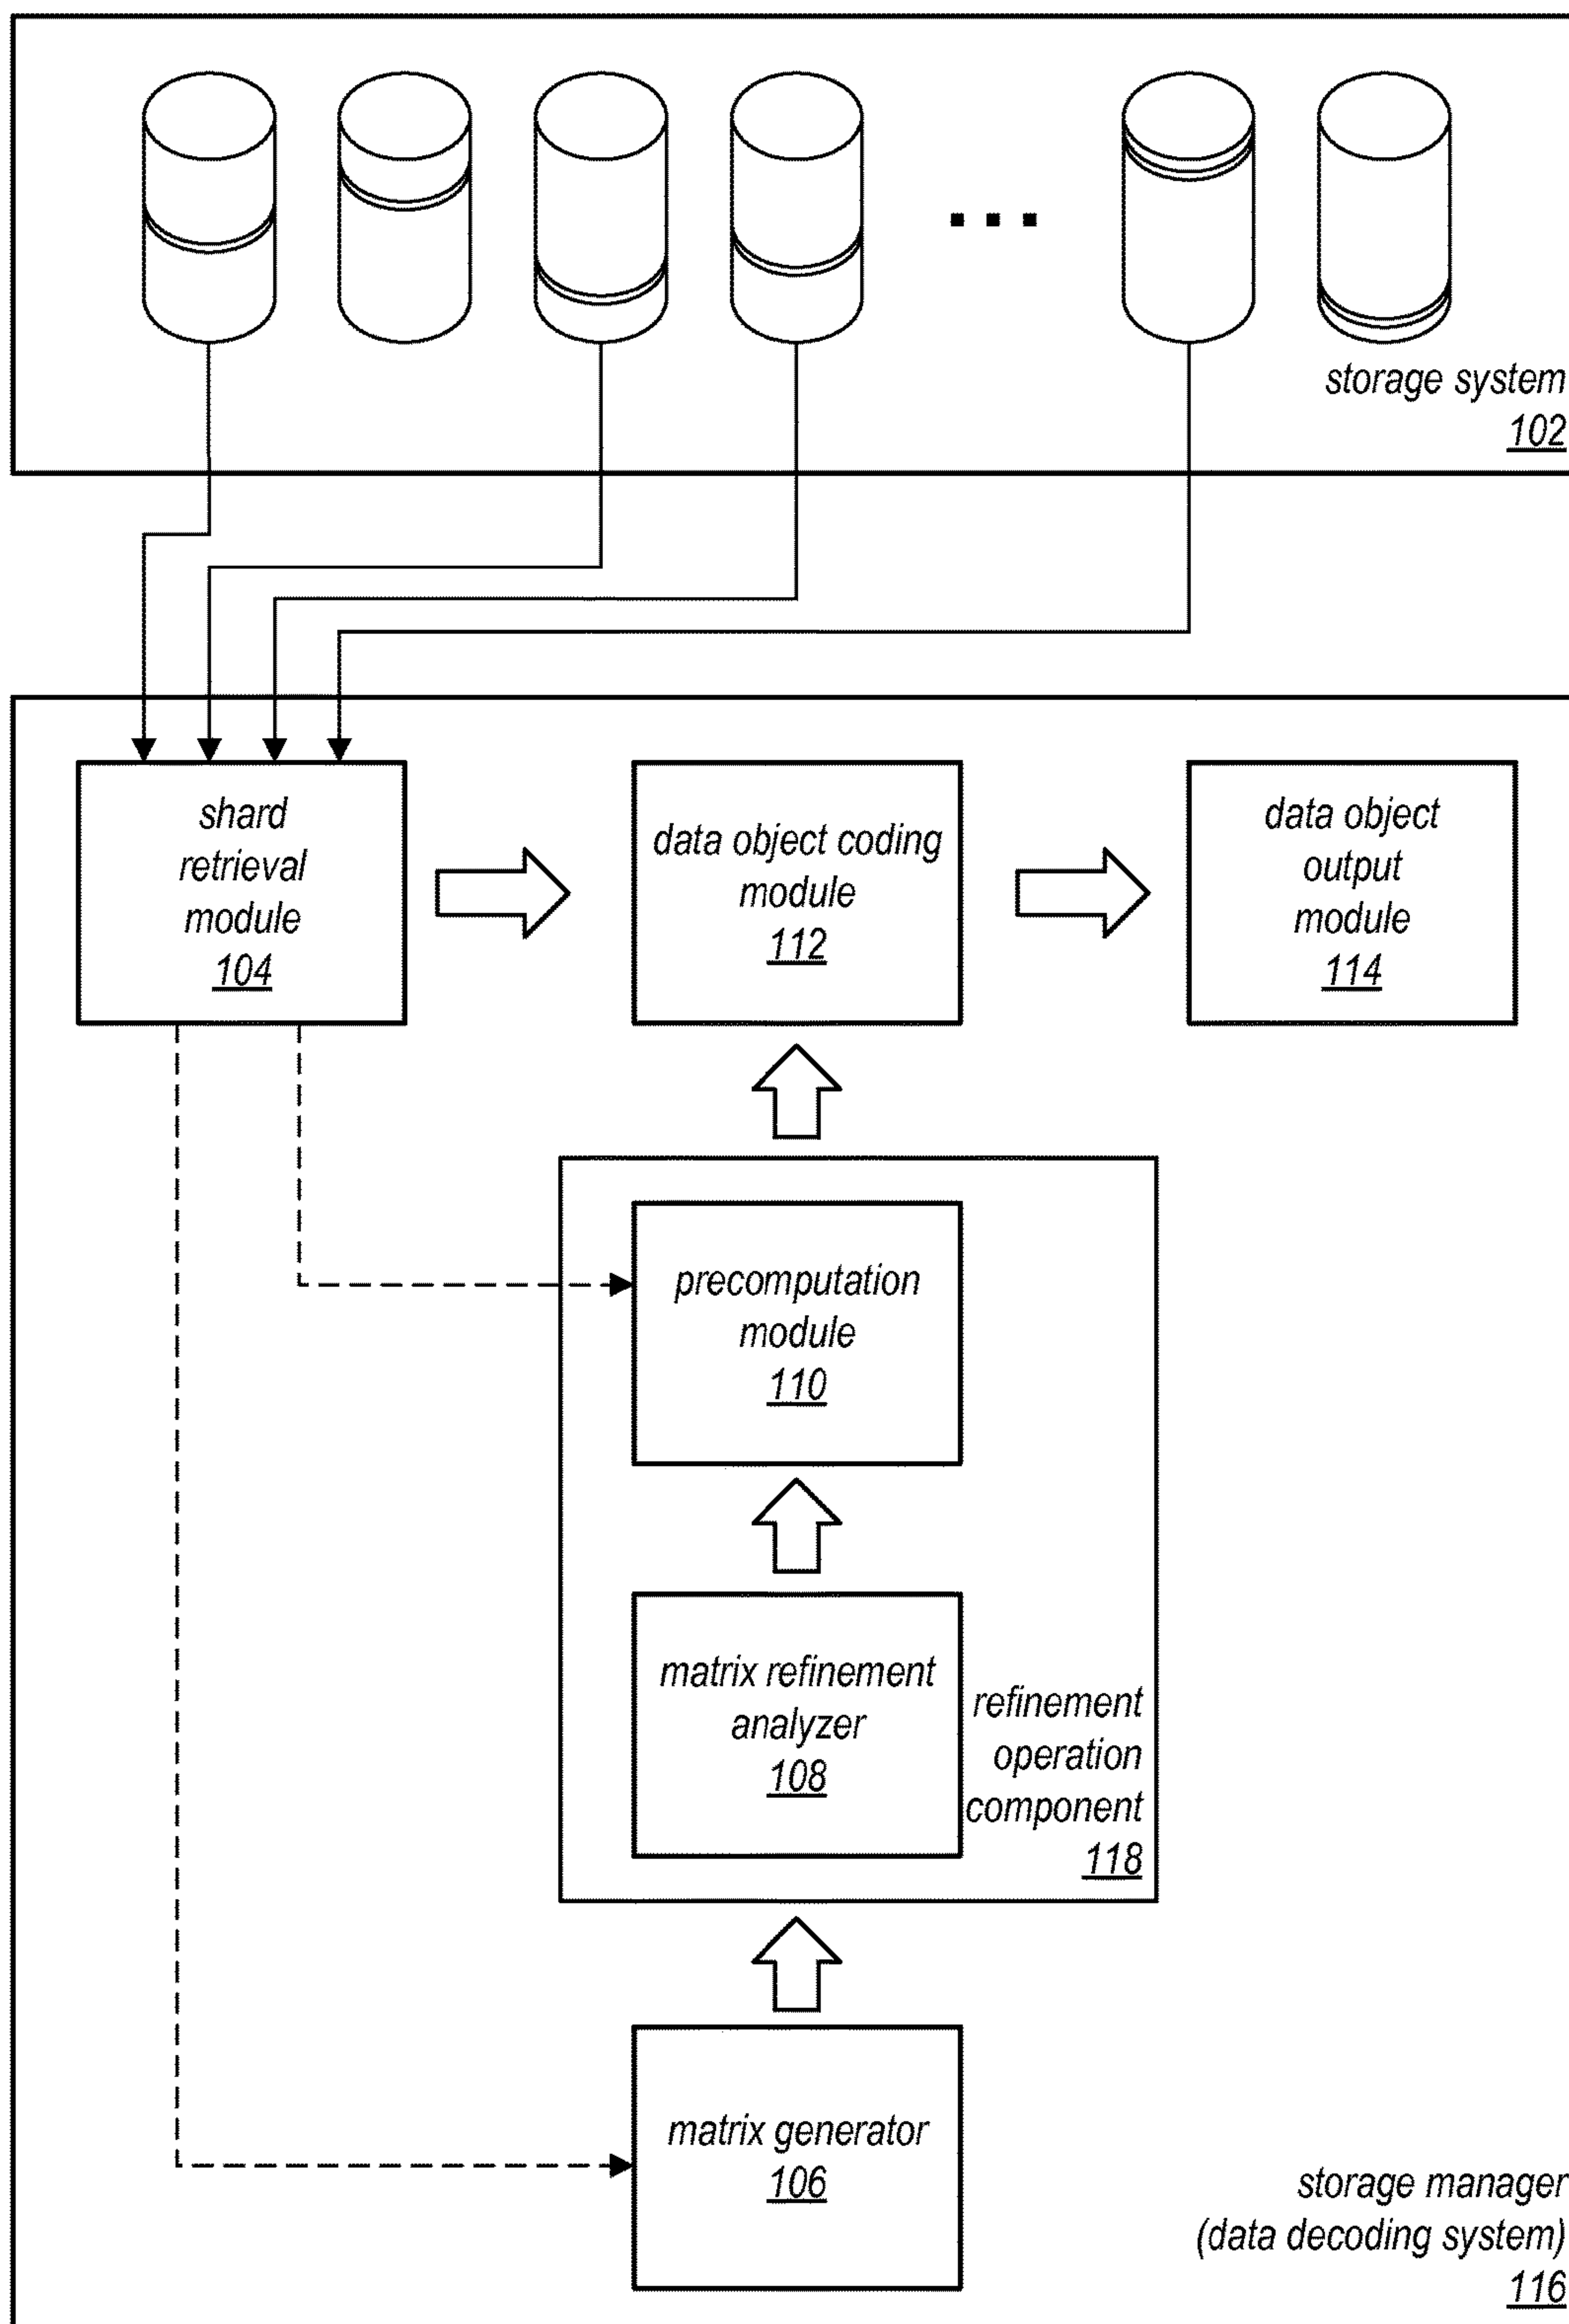 storage system
102
shard
retrieval
module
104
data object coding
module
112
data object
output
module
114
precomputation
module
110
matrix refinement
analyzer
108
refinement
operation
component
118
matrix generator
106
storage manager
(data decoding system)
116